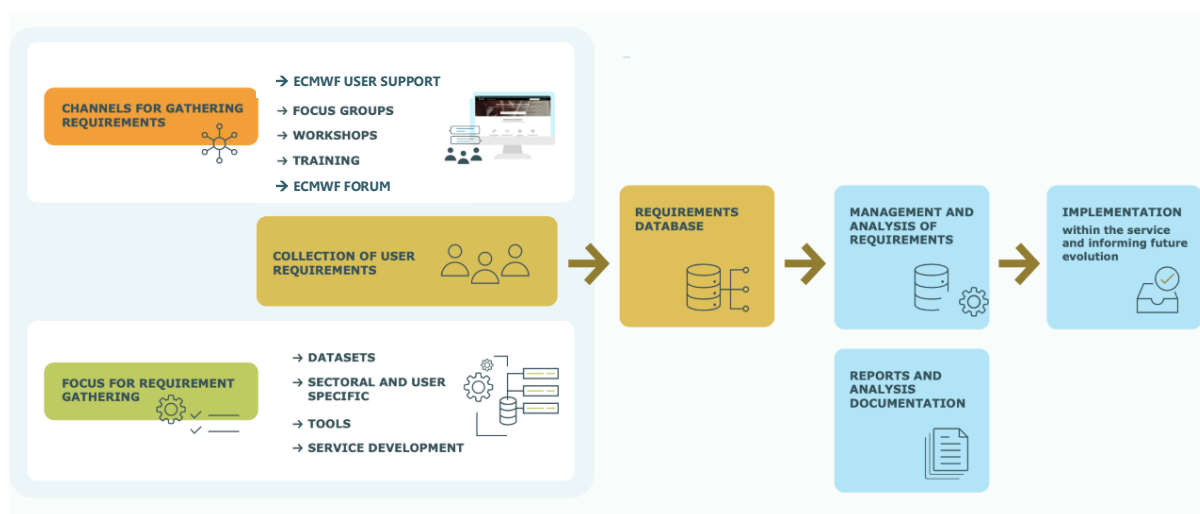 CHANNELS FOR GATHERING
REQUIREMENTS
→ ECMWF USER SUPPORT
→ FOCUS GROUPS
→ WORKSHOPS
→ TRAINING
→ ECMWF FORUM
COLLECTION OF USER
REQUIREMENTS
FOCUS FOR REQUIREMENT
GATHERING
→ DATASETS
→ SECTORAL AND USER
SPECIFIC
→ TOOLS
→ SERVICE DEVELOPMENT
REQUIREMENTS
DATABASE
MANAGEMENT AND
ANALYSIS OF
REQUIREMENTS
REPORTS AND
ANALYSIS
DOCUMENTATION
IMPLEMENTATION
within the service
and informing future
evolution